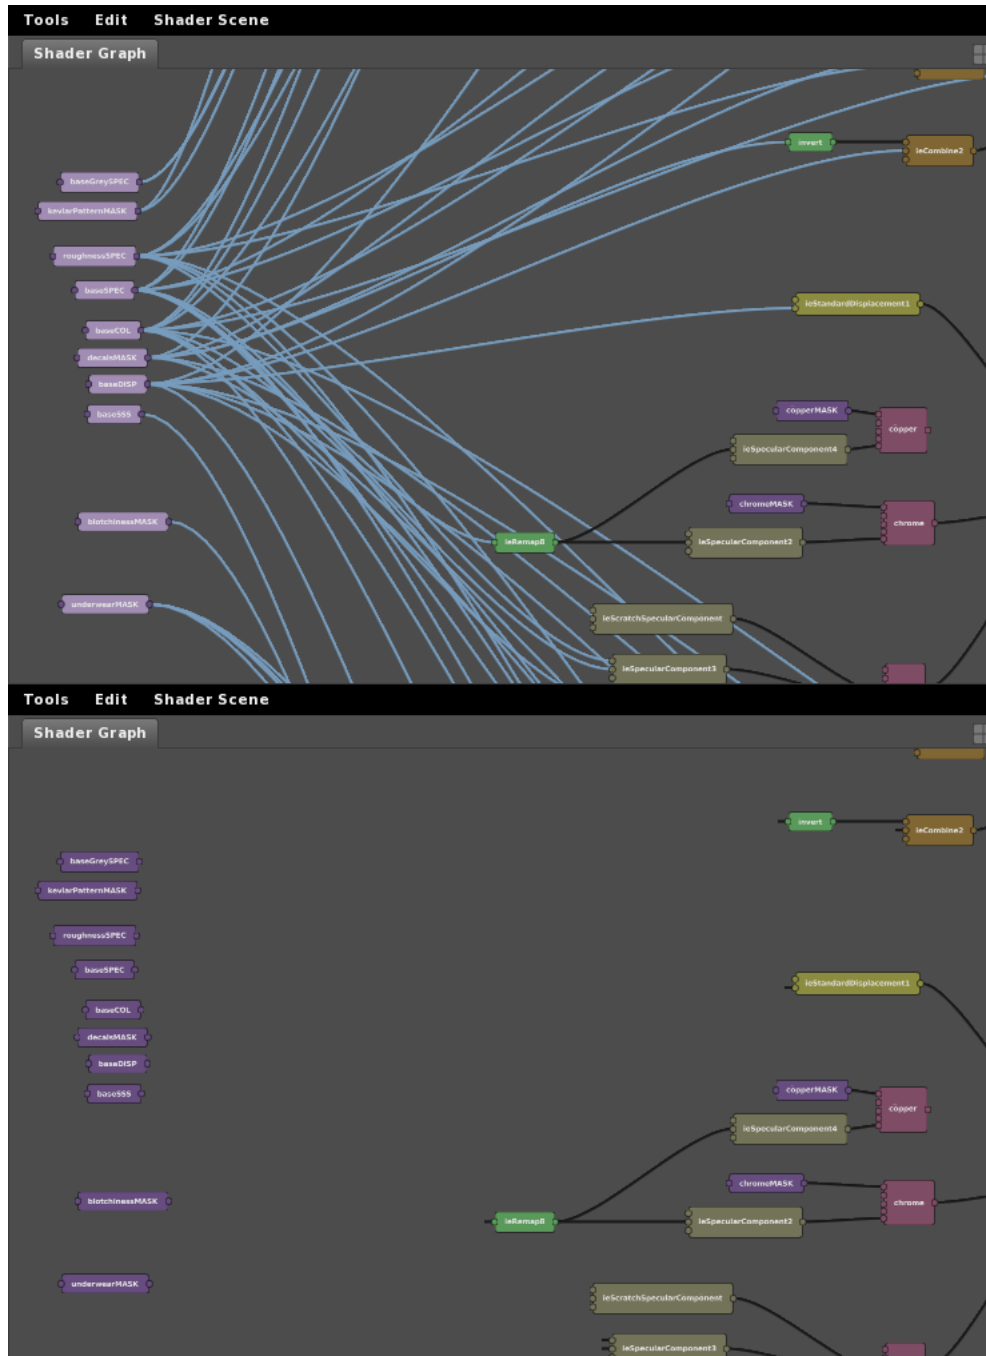 Tools Edit Shader Scene
Shader Graph
invert
ieCombine2
baseGreySPEC
kevlarPatternMASK
roughnessSPEC
baseSPEC
ieStandardDisplacement1
baseCOL
decalsMASK
baseDISP
baseSSS
copperMASK
copper
ieSpecularComponent4
chromeMASK
blotchinessMASK
chrome
ieRemap8
ieSpecularComponent2
underwearMASK
ieScratchSpecularComponent
ieSpecularComponent3
Tools Edit Shader Scene
Shader Graph
invert
ieCombine2
baseGreySPEC
kevlarPatternMASK
roughnessSPEC
baseSPEC
ieStandardDisplacement1
baseCOL
decalsMASK
baseDISP
baseSSS
copperMASK
copper
ieSpecularComponent4
chromeMASK
blotchinessMASK
chrome
ieRemap8
ieSpecularComponent2
underwearMASK
ieScratchSpecularComponent
ieSpecularComponent3